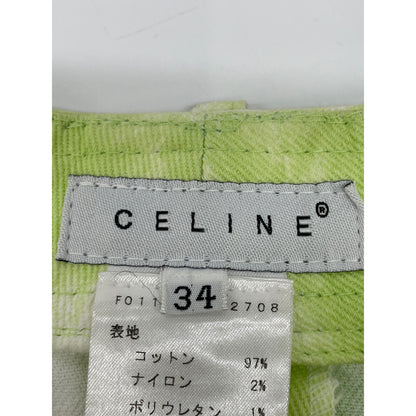 CELINE®
34
F011 2708
表地
コットン 97%
ナイロン 2%
ポリウレタン 1%